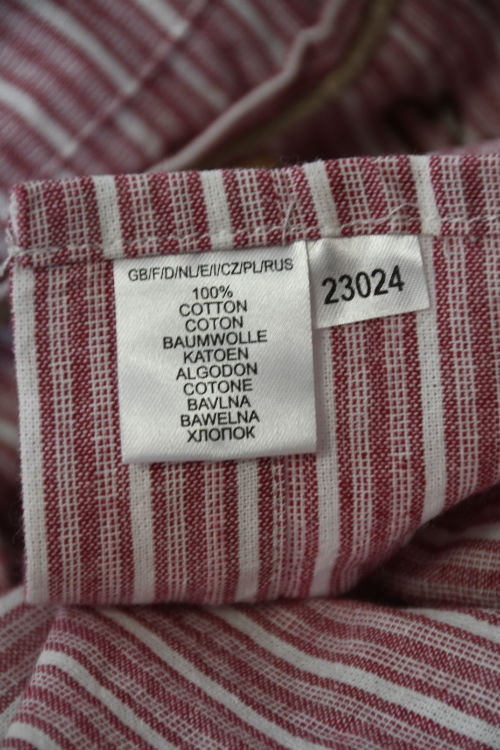 GB/F/D/NL/E/I/CZ/PL/RUS
100%
COTTON
COTON
BAUMWOLLE
KATOEN
ALGODON
COTONE
BAVLNA
BAWELNA
ХЛОПОК
23024